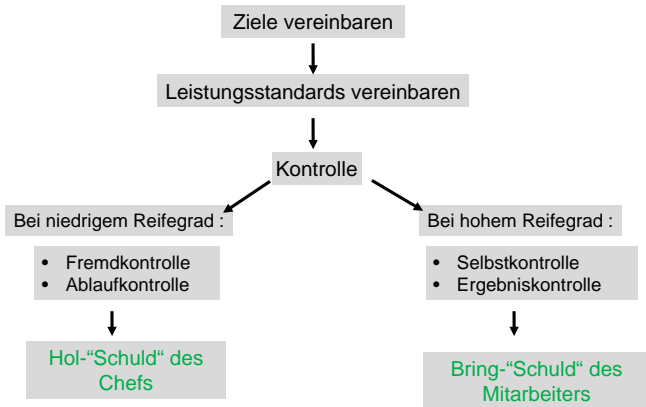 Ziele vereinbaren
Leistungsstandards vereinbaren
Kontrolle
Bei niedrigem Reifegrad :
• Fremdkontrolle
• Ablaufkontrolle
Hol-“Schuld“ des
Chefs
Bei hohem Reifegrad :
• Selbstkontrolle
• Ergebniskontrolle
Bring-“Schuld“ des
Mitarbeiters